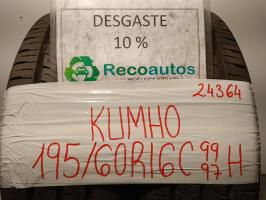 DESGASTE
10 %
Recoautos
24364
KUMHO
195/60R16C 99/97 H